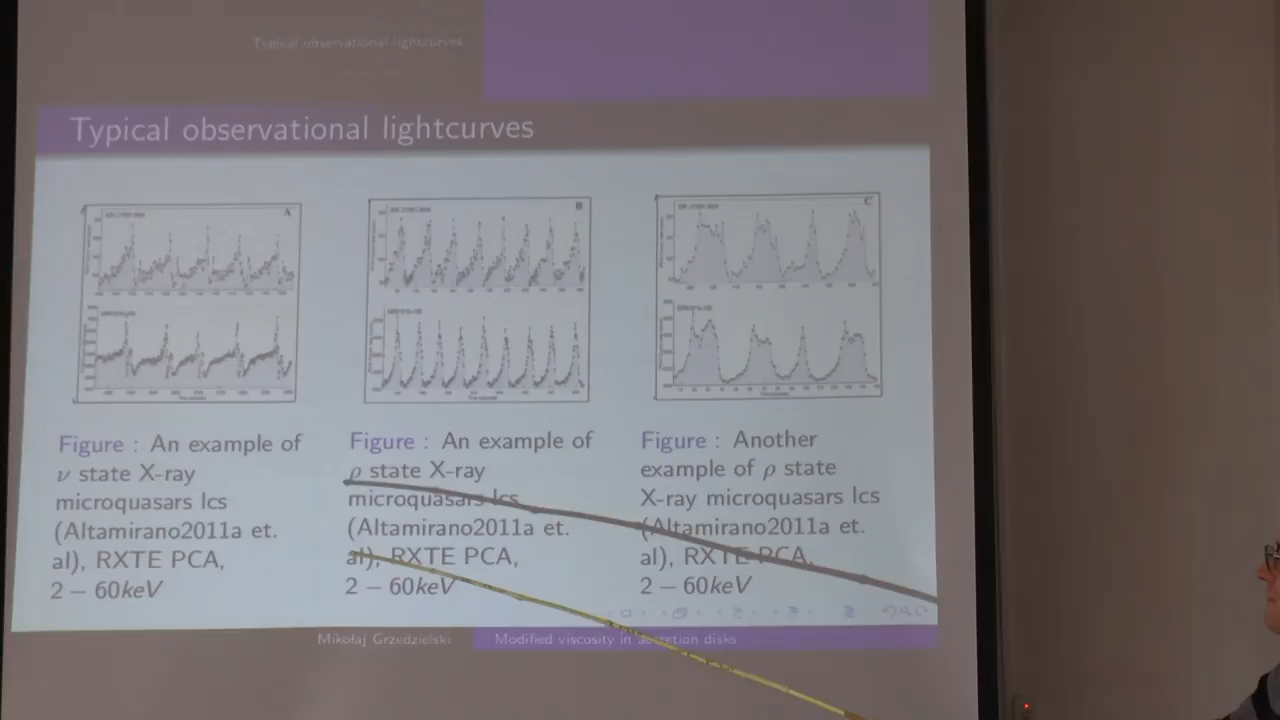 Typical observational lightcurves
Typical observational lightcurves
A
B
C
Figure : An example of
ν state X-ray
microquasars lcs
(Altamirano2011a et.
al), RXTE PCA,
2 – 60keV
Figure : An example of
ρ state X-ray
microquasars lcs
(Altamirano2011a et.
al), RXTE PCA,
2 – 60keV
Figure : Another
example of ρ state
X-ray microquasars lcs
(Altamirano2011a et.
al), RXTE PCA,
2 – 60keV
Mikołaj Grzedzielski
Modified viscosity in accretion disks